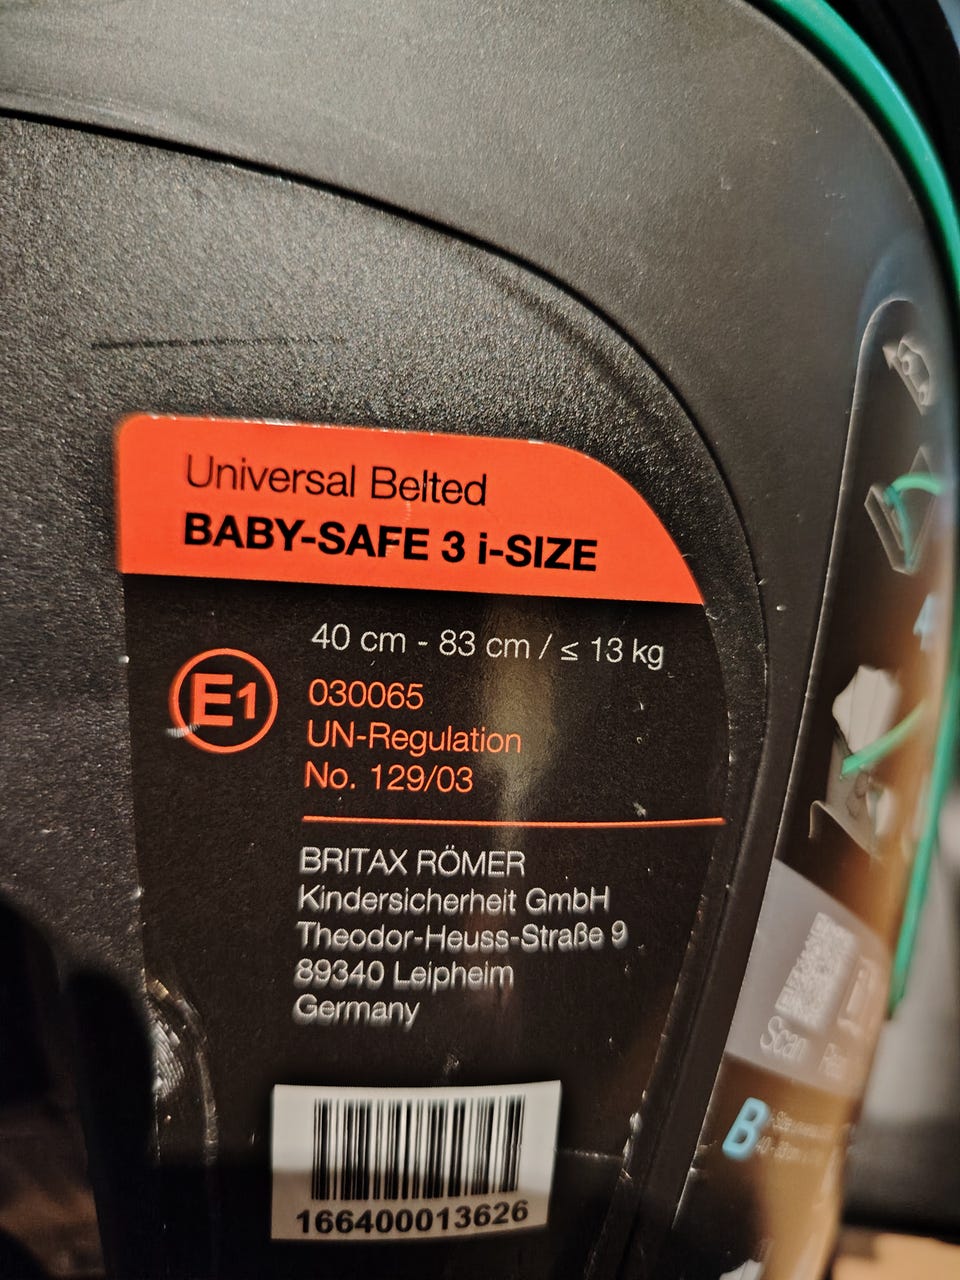 Universal Belted
BABY-SAFE 3 i-SIZE
40 cm - 83 cm / ≤ 13 kg
E1
030065
UN-Regulation
No. 129/03
BRITAX RÖMER
Kindersicherheit GmbH
Theodor-Heuss-Straße 9
89340 Leipheim
Germany
166400013626
Scan
B